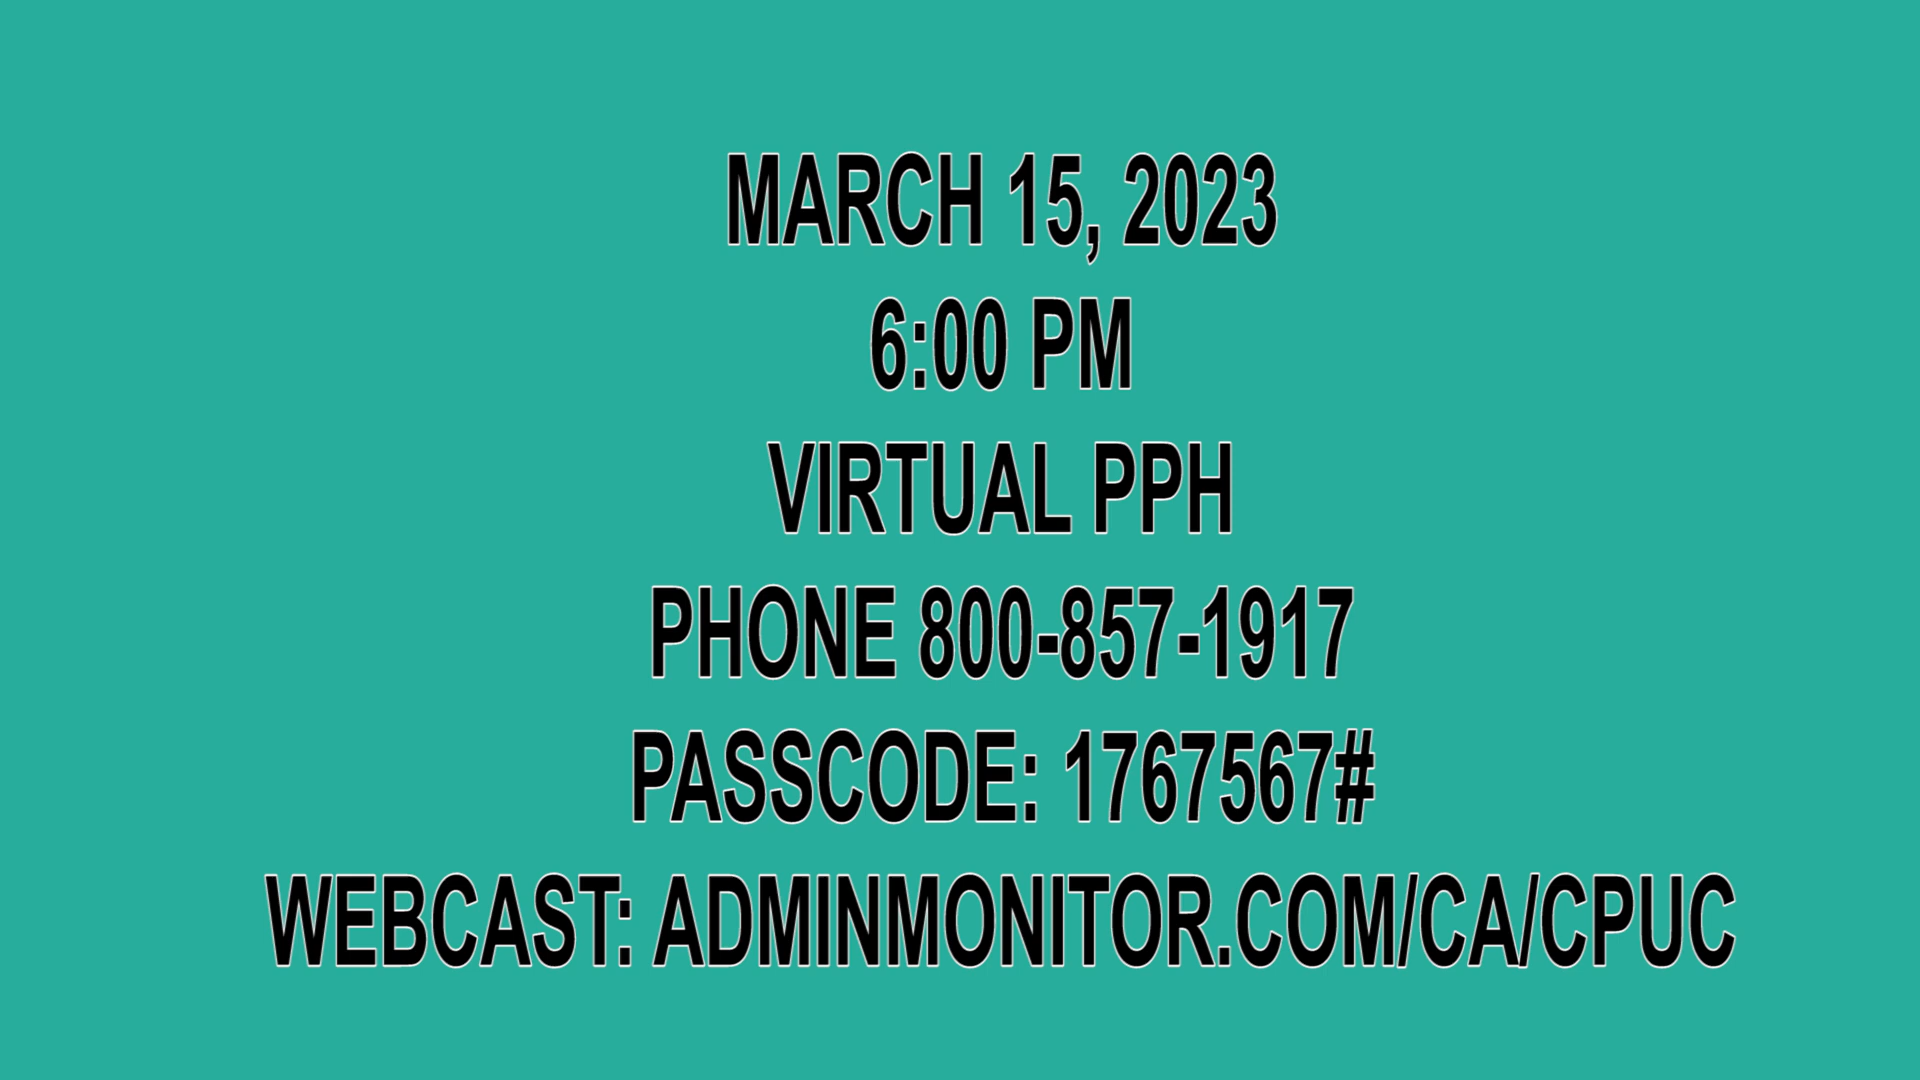 MARCH 15, 2023
6:00 PM
VIRTUAL PPH
PHONE 800-857-1917
PASSCODE: 1767567#
WEBCAST: ADMINMONITOR.COM/CA/CPUC